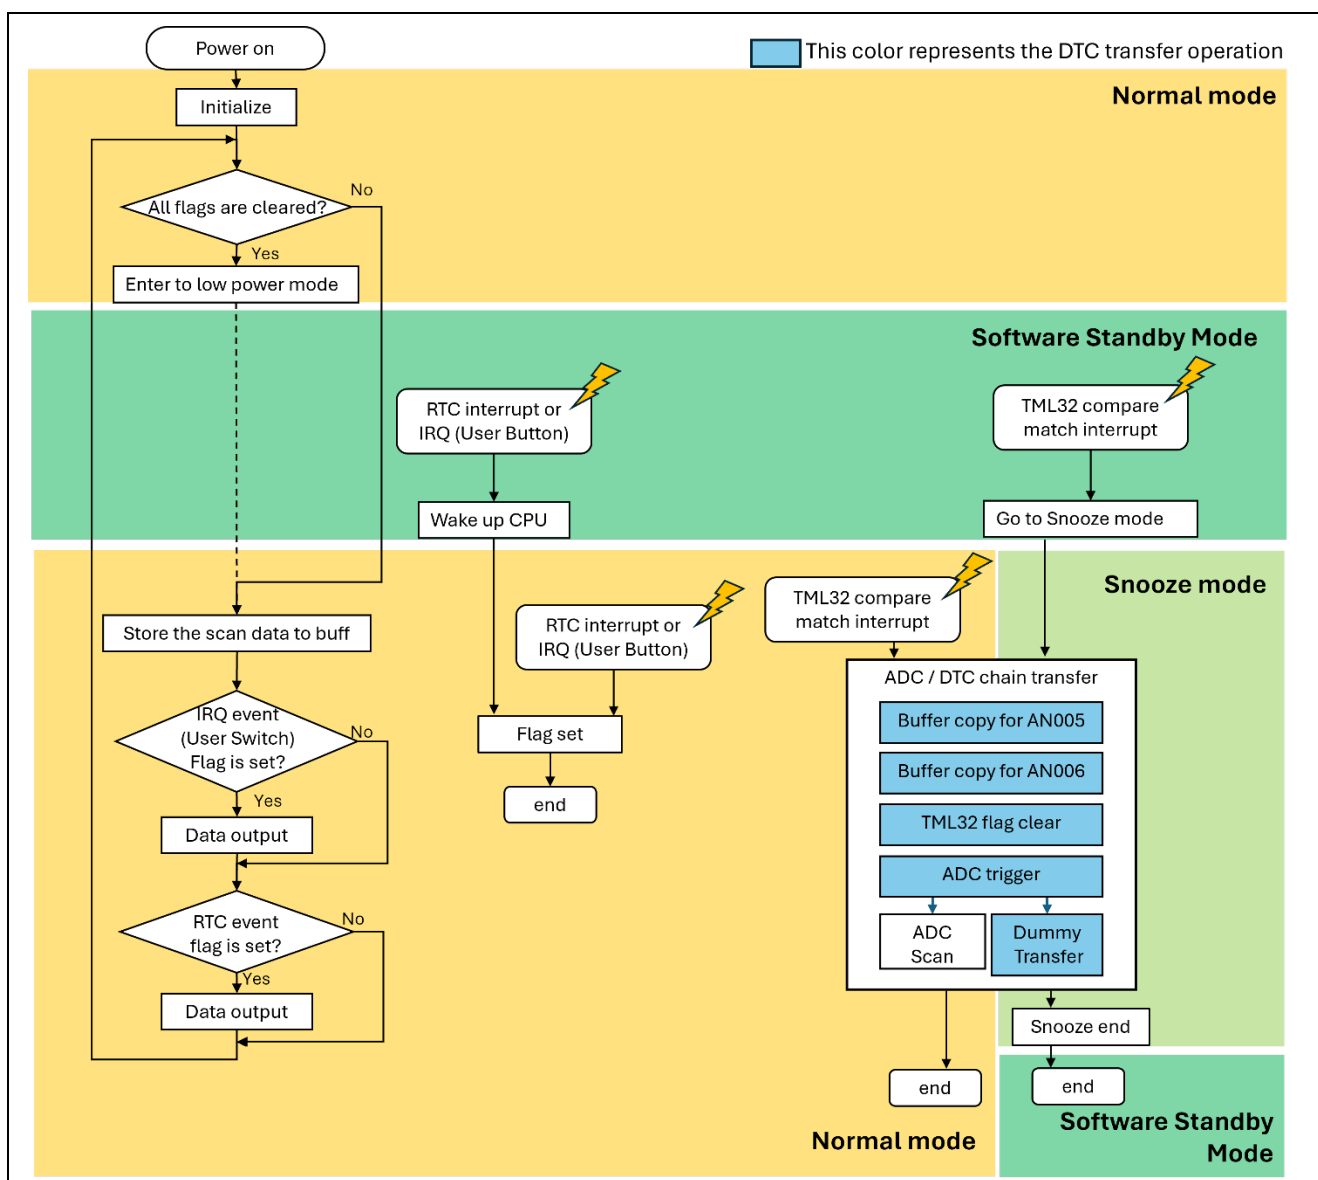 Power on
This color represents the DTC transfer operation
Normal mode
Initialize
No
All flags are cleared?
Yes
Enter to low power mode
Software Standby Mode
RTC interrupt or
IRQ (User Button)
TML32 compare
match interrupt
Wake up CPU
Go to Snooze mode
Snooze mode
TML32 compare
match interrupt
Store the scan data to buff
RTC interrupt or
IRQ (User Button)
ADC / DTC chain transfer
IRQ event
(User Switch)
Flag is set?
No
Flag set
Buffer copy for AN005
Buffer copy for AN006
Yes
end
Data output
TML32 flag clear
ADC trigger
RTC event
flag is set?
No
ADC
Scan
Dummy
Transfer
Yes
Data output
Snooze end
end
end
Normal mode
Software Standby
Mode